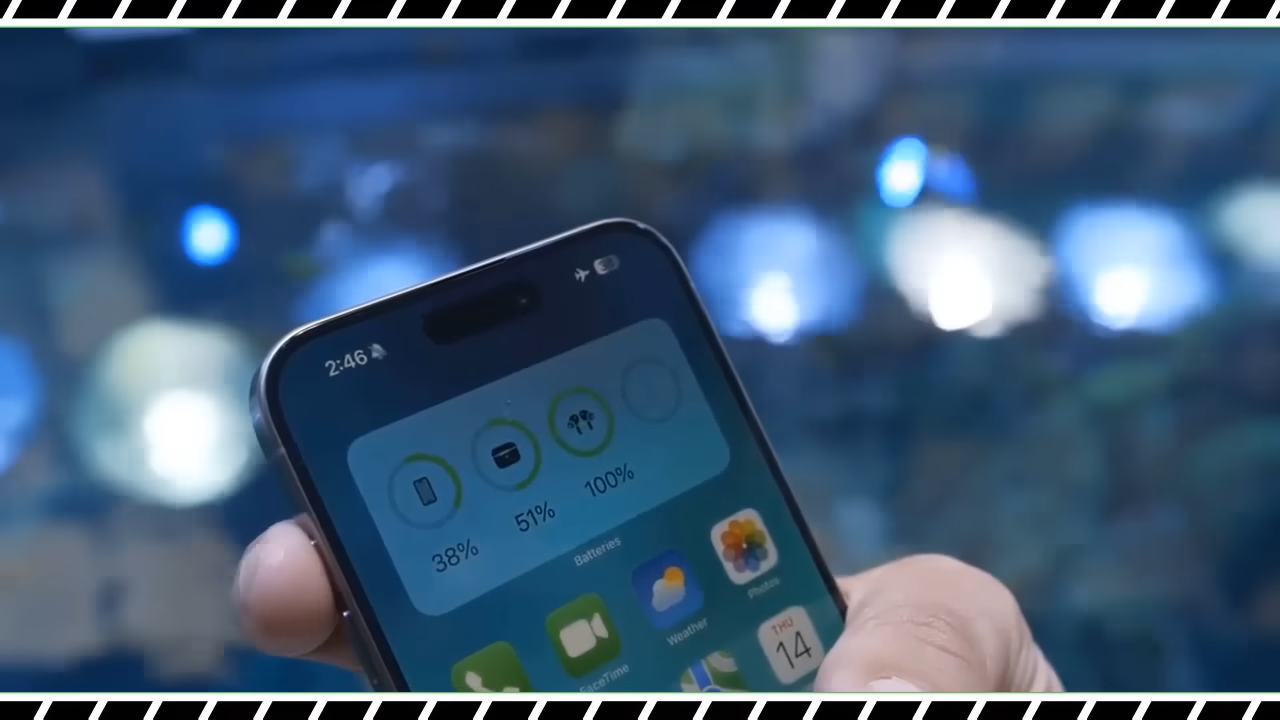 2:46
38%
51%
100%
Batteries
FaceTime
Weather
Photos
THU
14